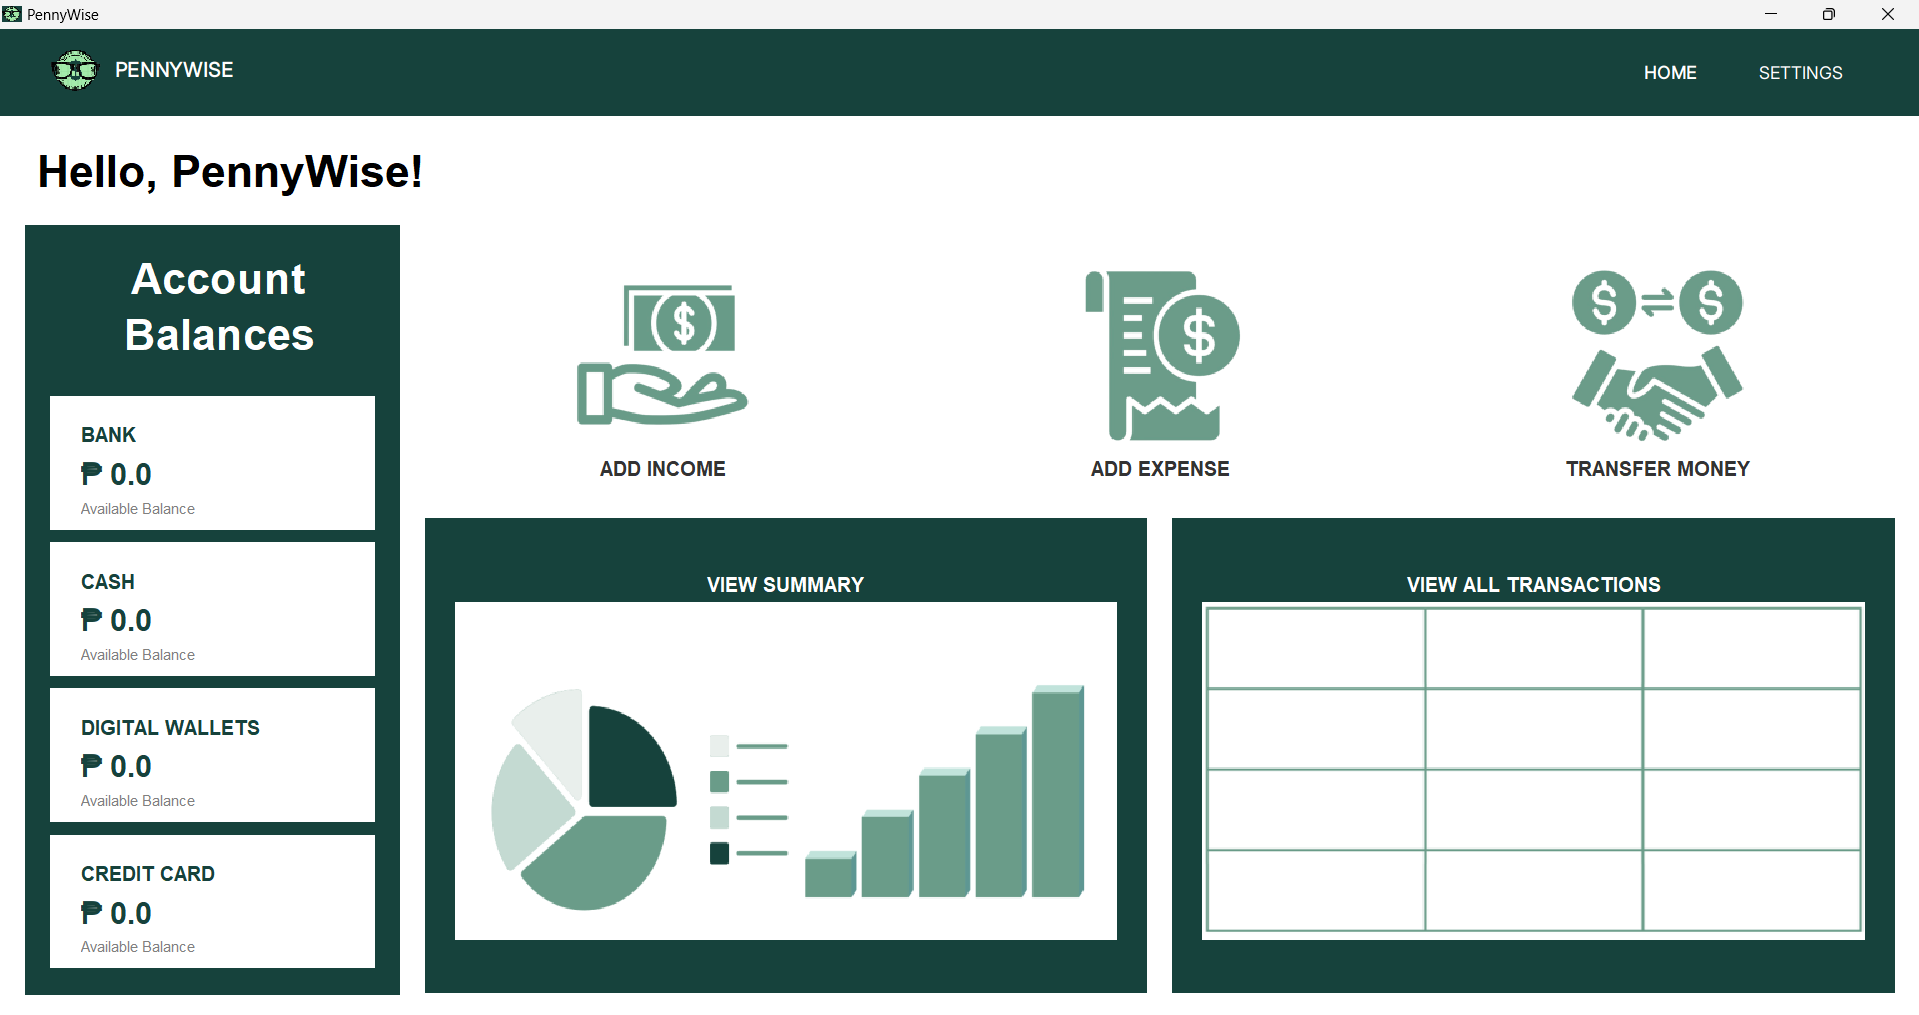 PennyWise
PENNYWISE
HOME
SETTINGS
Hello, PennyWise!
Account
Balances
BANK
₱ 0.0
Available Balance
CASH
₱ 0.0
Available Balance
DIGITAL WALLETS
₱ 0.0
Available Balance
CREDIT CARD
₱ 0.0
Available Balance
$
ADD INCOME
$
ADD EXPENSE
$ $
TRANSFER MONEY
VIEW SUMMARY
VIEW ALL TRANSACTIONS